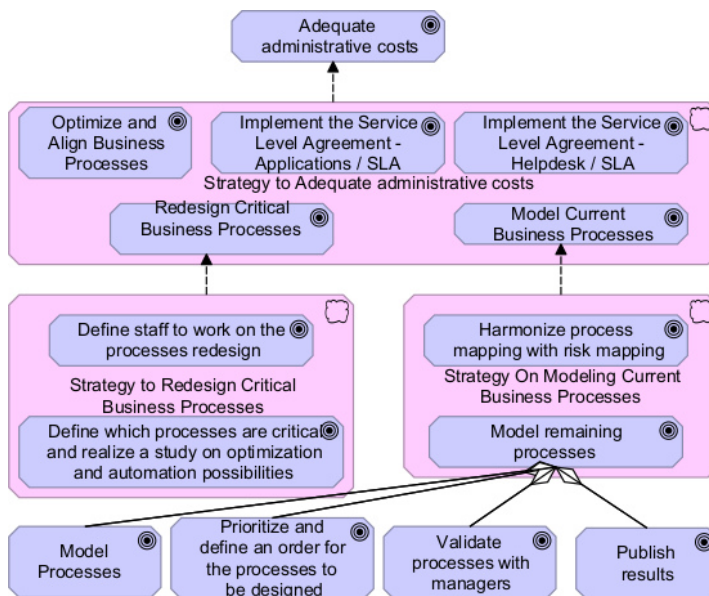 Adequate
administrative costs
Optimize and
Align Business
Processes
Implement the Service
Level Agreement -
Applications / SLA
Implement the Service
Level Agreement -
Helpdesk / SLA
Strategy to Adequate administrative costs
Redesign Critical
Business Processes
Model Current
Business Processes
Define staff to work on the
processes redesign
Strategy to Redesign Critical
Business Processes
Define which processes are critical
and realize a study on optimization
and automation possibilities
Harmonize process
mapping with risk mapping
Strategy On Modeling Current
Business Processes
Model remaining
processes
Model
Processes
Prioritize and
define an order for
the processes to
be designed
Validate
processes with
managers
Publish
results